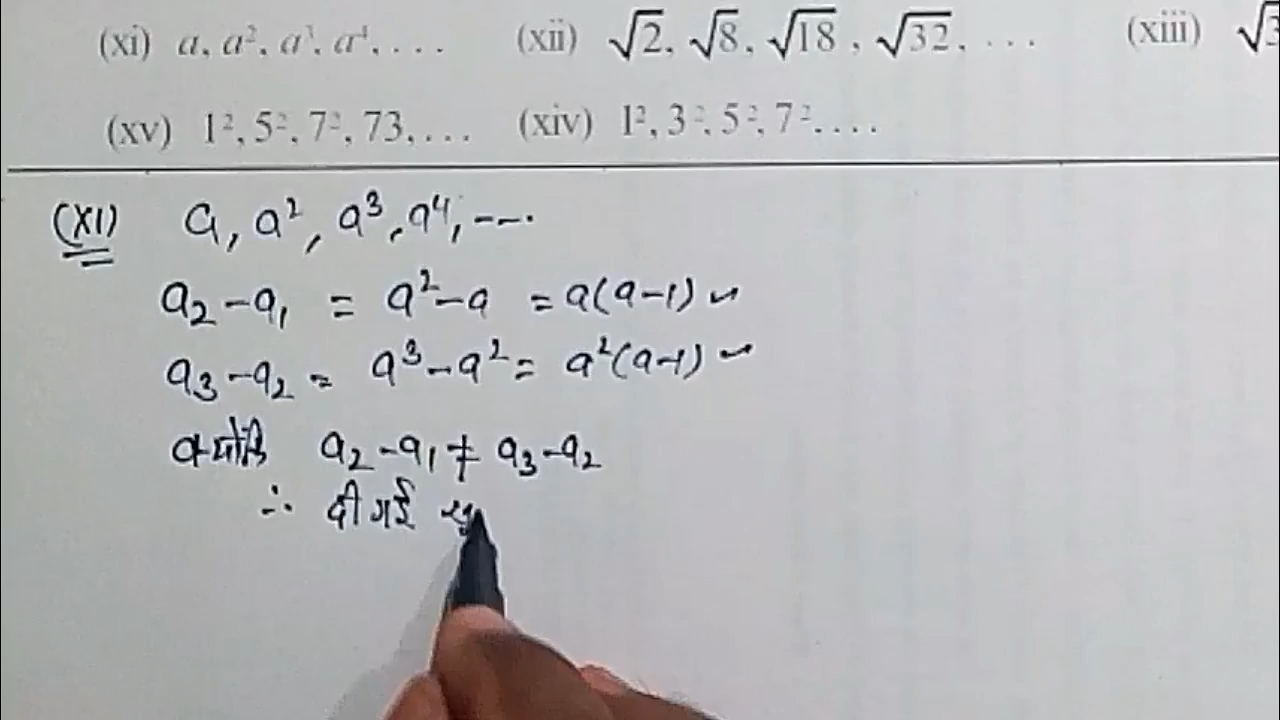 (xi) a, a², a³, a⁴, . . . . (xii) √2, √8, √18 , √32, . . . (xiii) √3
(xv) 1², 5², 7², 73, . . . (xiv) 1², 3², 5², 7², . . . .
(XI) a, a², a³, a⁴, ----
a₂ - a₁ = a² - a = a(a-1) ✓
a₃ - a₂ = a³ - a² = a²(a-1) ✓
क्योंकि a₂ - a₁ ≠ a₃ - a₂
∴ दी गई सू